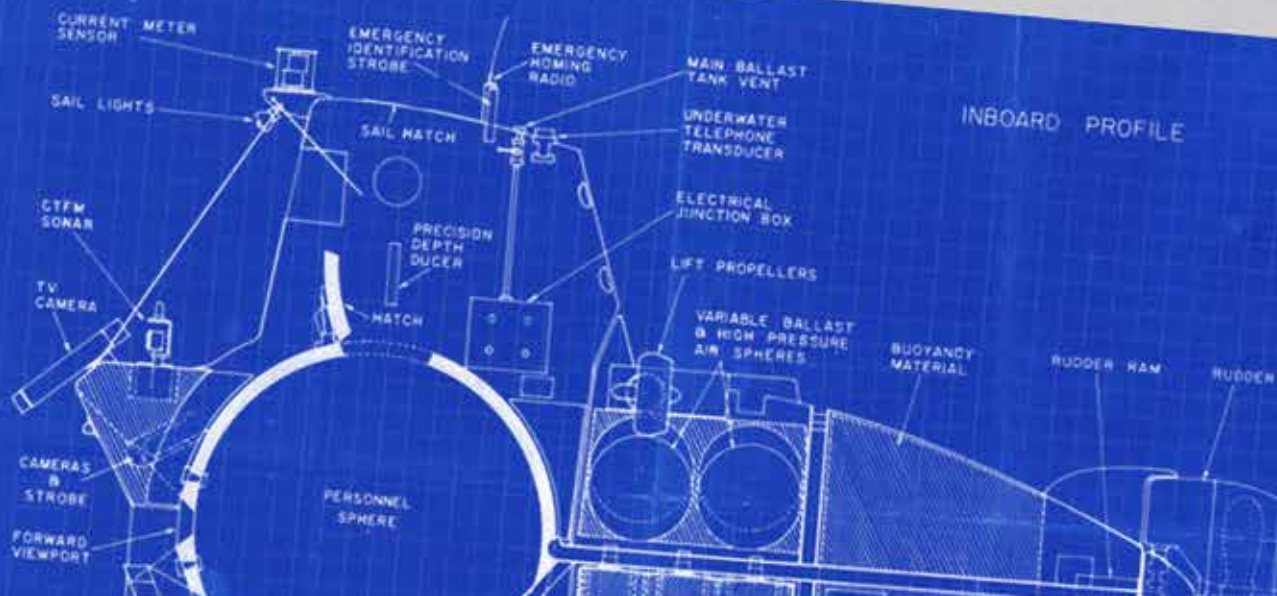 CURRENT METER
SENSOR
EMERGENCY
IDENTIFICATION
STROBE
EMERGENCY
HOMING
RADIO
MAIN BALLAST
TANK VENT
INBOARD PROFILE
SAIL LIGHTS
SAIL HATCH
UNDERWATER
TELEPHONE
TRANSDUCER
CTFM
SONAR
PRECISION
DEPTH
DUCER
ELECTRICAL
JUNCTION BOX
TV
CAMERA
HATCH
LIFT PROPELLERS
VARIABLE BALLAST
& HIGH PRESSURE
AIR SPHERES
BUOYANCY
MATERIAL
RUDDER RAM
RUDDER
CAMERAS
&
STROBE
PERSONNEL
SPHERE
FORWARD
VIEWPORT